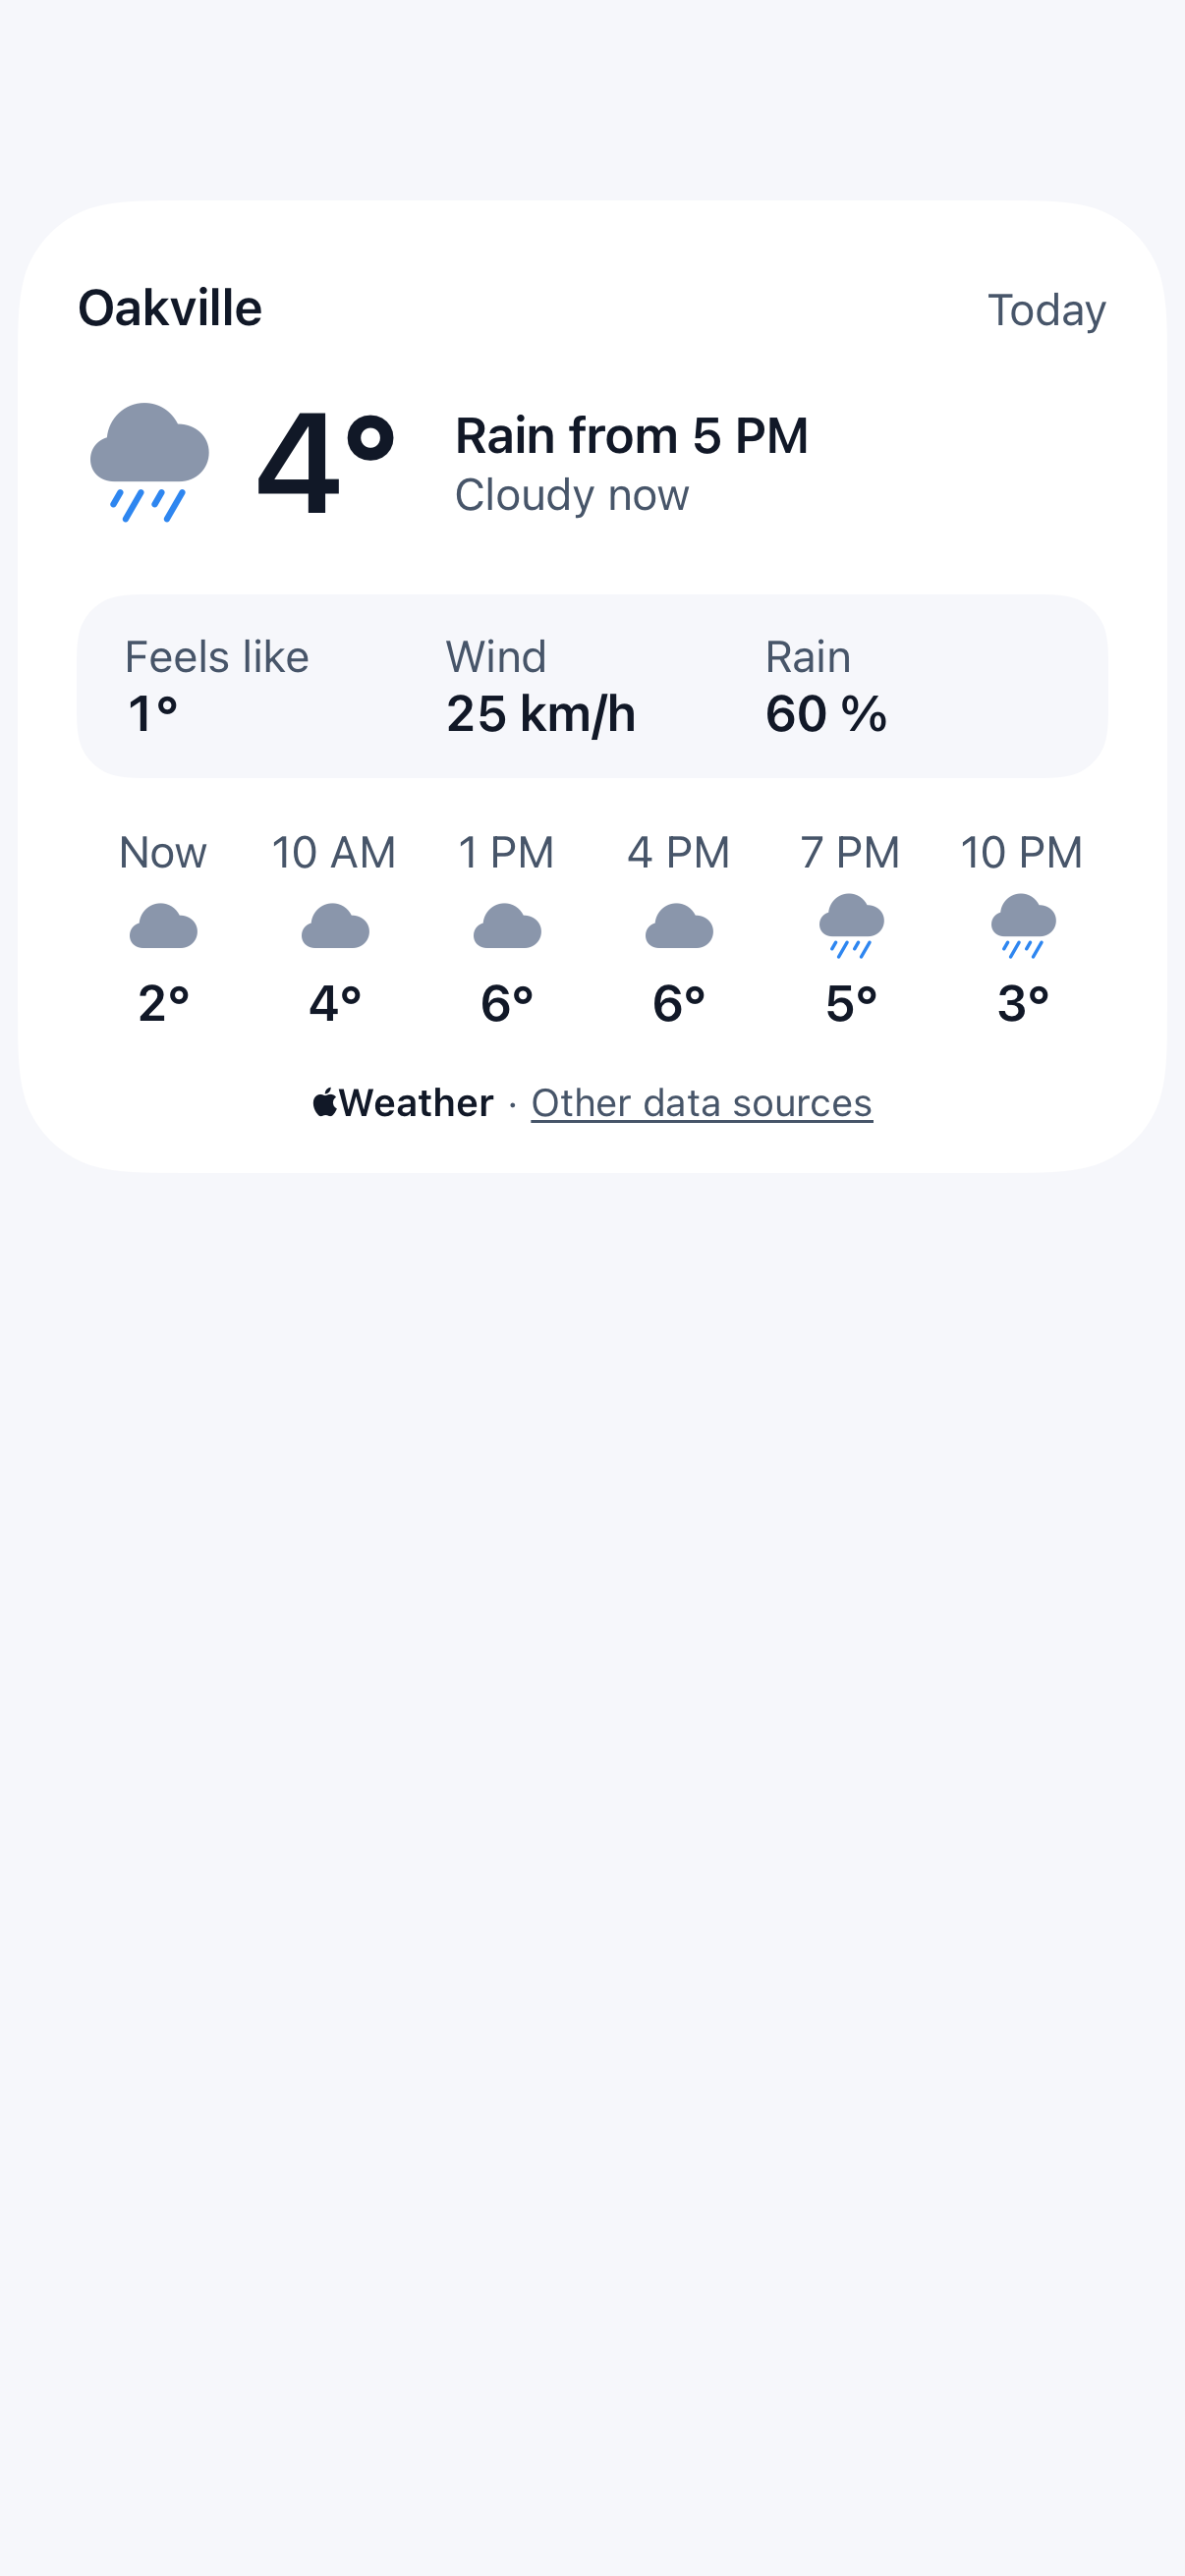 Oakville Today
4°
Rain from 5 PM
Cloudy now
Feels like Wind Rain
1° 25 km/h 60 %
Now 10 AM 1 PM 4 PM 7 PM 10 PM
2° 4° 6° 6° 5° 3°
Weather · Other data sources